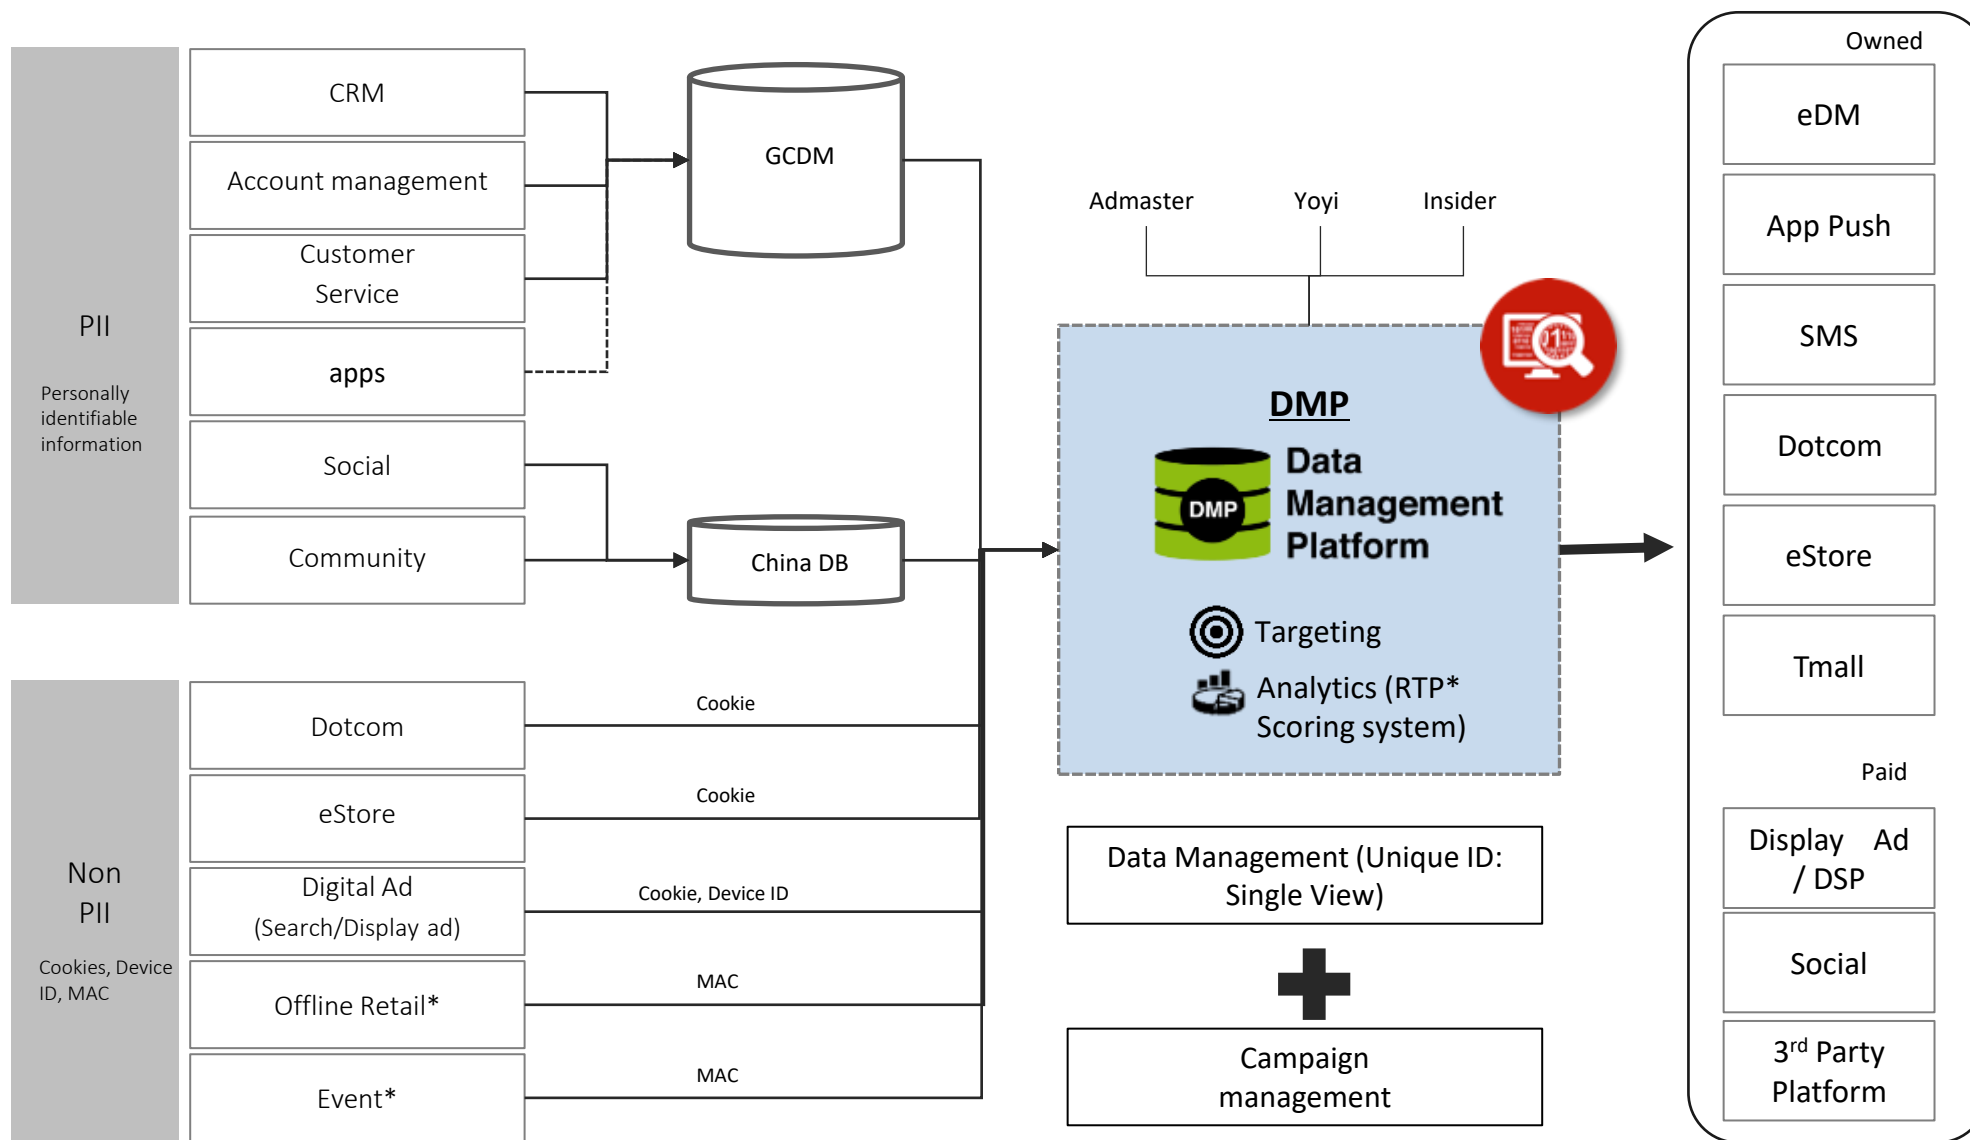 PII
Personally
identifiable
information
CRM
Account management
Customer
Service
apps
Social
Community
GCDM
China DB
Non
PII
Cookies, Device
ID, MAC
Dotcom
eStore
Digital Ad
(Search/Display ad)
Offline Retail*
Event*
Cookie
Cookie
Cookie, Device ID
MAC
MAC
Admaster
Yoyi
Insider
DMP
DMP
Data
Management
Platform
Targeting
Analytics (RTP*
Scoring system)
Data Management (Unique ID:
Single View)
Campaign
management
Owned
eDM
App Push
SMS
Dotcom
eStore
Tmall
Paid
Display Ad
/ DSP
Social
3rd Party
Platform